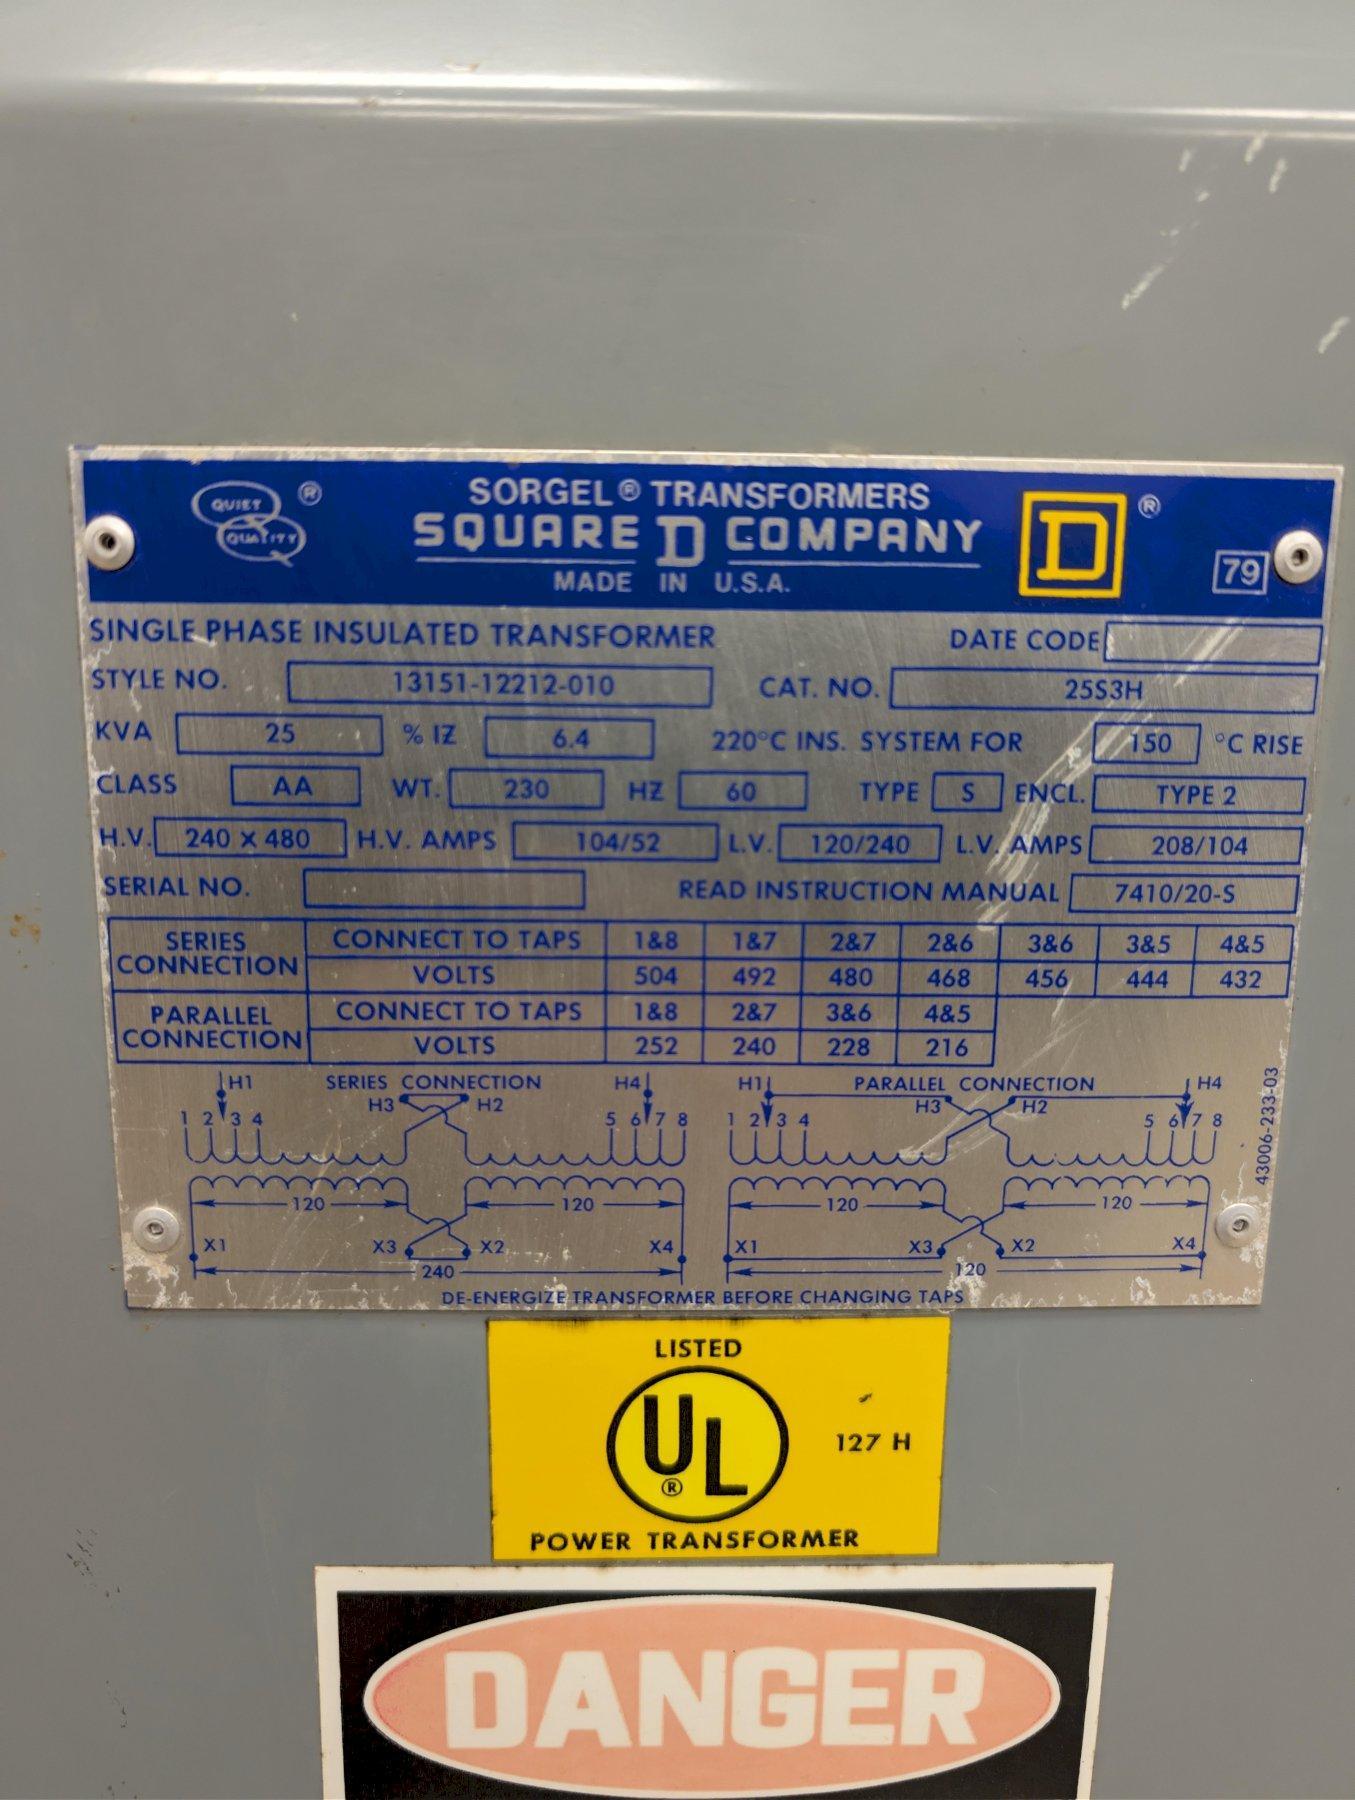 QUIET QUALITY ®
SORGEL® TRANSFORMERS
SQUARE D COMPANY
MADE IN U.S.A.
D ®
79
SINGLE PHASE INSULATED TRANSFORMER DATE CODE
STYLE NO. 13151-12212-010 CAT. NO. 25S3H
KVA 25 % IZ 6.4 220°C INS. SYSTEM FOR 150 °C RISE
CLASS AA WT. 230 HZ 60 TYPE S ENCL. TYPE 2
H.V. 240 X 480 H.V. AMPS 104/52 L.V. 120/240 L.V. AMPS 208/104
SERIAL NO. READ INSTRUCTION MANUAL 7410/20-S
SERIES CONNECTION CONNECT TO TAPS 1&8 1&7 2&7 2&6 3&6 3&5 4&5
VOLTS 504 492 480 468 456 444 432
PARALLEL CONNECTION CONNECT TO TAPS 1&8 2&7 3&6 4&5
VOLTS 252 240 228 216
H1 SERIES CONNECTION H4 H1 PARALLEL CONNECTION H4
H3 H2 H3 H2
1 2 3 4 5 6 7 8 1 2 3 4 5 6 7 8
120 120 120 120
X1 X3 X2 X4 X1 X3 X2 X4
240 120
DE-ENERGIZE TRANSFORMER BEFORE CHANGING TAPS
43006-233-03
LISTED
UL ®
127 H
POWER TRANSFORMER
DANGER